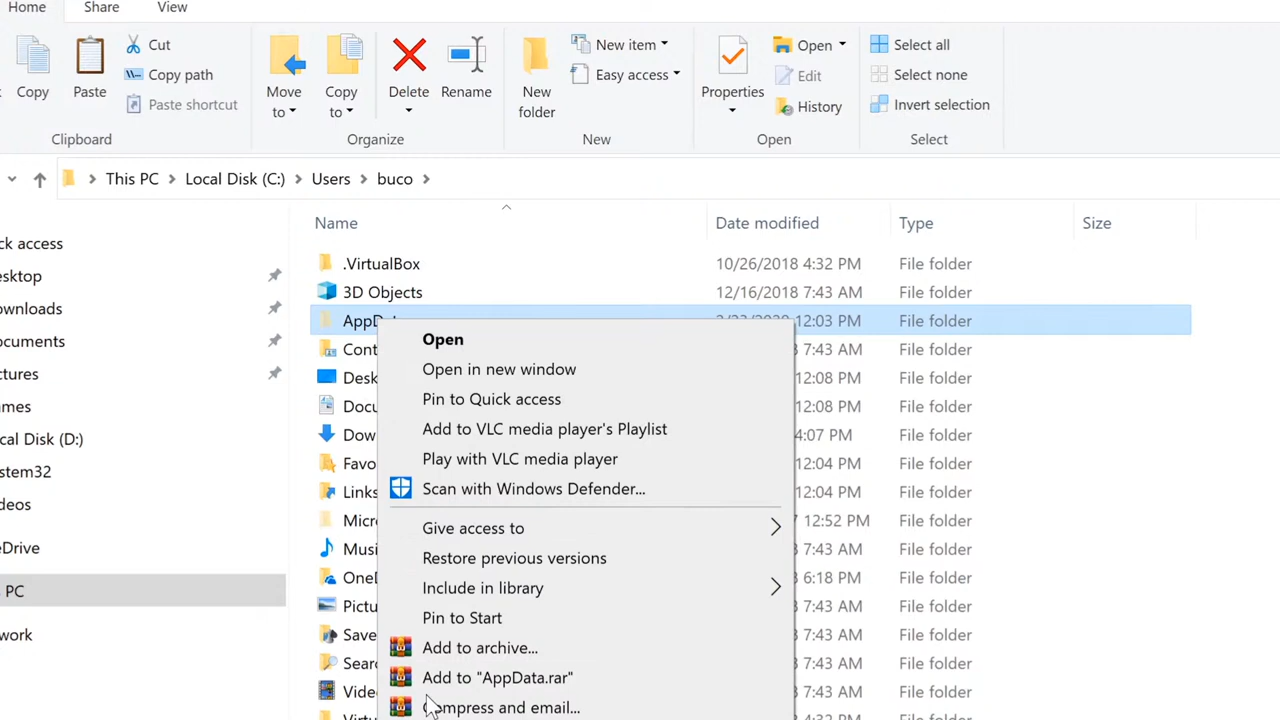 Home Share View
Cut
Copy path
Paste shortcut
Copy
Paste
Move to
Copy to
Delete
Rename
New folder
New item
Easy access
Properties
Open
Edit
History
Select all
Select none
Invert selection
Clipboard Organize New Open Select
This PC Local Disk (C:) Users buco
Name Date modified Type Size
ck access
sktop
wnloads
ocuments
ctures
mes
cal Disk (D:)
stem32
deos
eDrive
PC
work
.VirtualBox 10/26/2018 4:32 PM File folder
3D Objects 12/16/2018 7:43 AM File folder
AppDat 12:03 PM File folder
Cont 7:43 AM File folder
Desk 12:08 PM File folder
Docu 12:08 PM File folder
Dow 4:07 PM File folder
Favo 12:04 PM File folder
Links 12:04 PM File folder
Micr 12:52 PM File folder
Musi 7:43 AM File folder
OneD 6:18 PM File folder
Pictu 7:43 AM File folder
Save 7:43 AM File folder
Sear 7:43 AM File folder
Vide 7:43 AM File folder
Open
Open in new window
Pin to Quick access
Add to VLC media player's Playlist
Play with VLC media player
Scan with Windows Defender...
Give access to
Restore previous versions
Include in library
Pin to Start
Add to archive...
Add to "AppData.rar"
Compress and email...